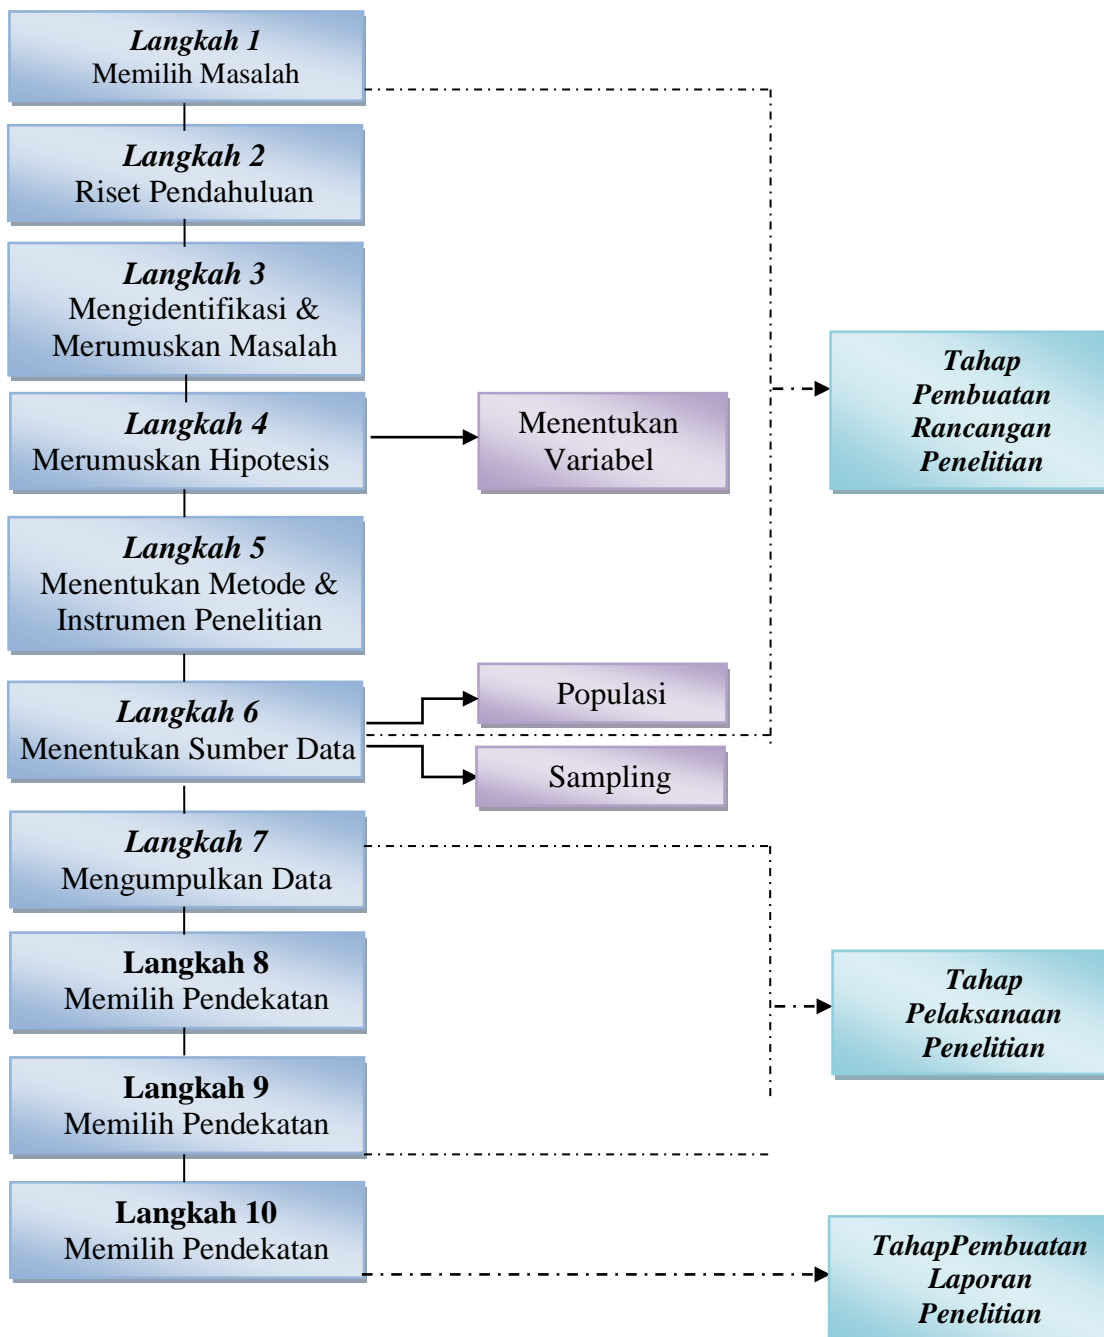 Langkah 1
Memilih Masalah
Langkah 2
Riset Pendahuluan
Langkah 3
Mengidentifikasi &
Merumuskan Masalah
Langkah 4
Merumuskan Hipotesis
Menentukan
Variabel
Tahap
Pembuatan
Rancangan
Penelitian
Langkah 5
Menentukan Metode &
Instrumen Penelitian
Langkah 6
Menentukan Sumber Data
Populasi
Sampling
Langkah 7
Mengumpulkan Data
Langkah 8
Memilih Pendekatan
Tahap
Pelaksanaan
Penelitian
Langkah 9
Memilih Pendekatan
Langkah 10
Memilih Pendekatan
TahapPembuatan
Laporan
Penelitian